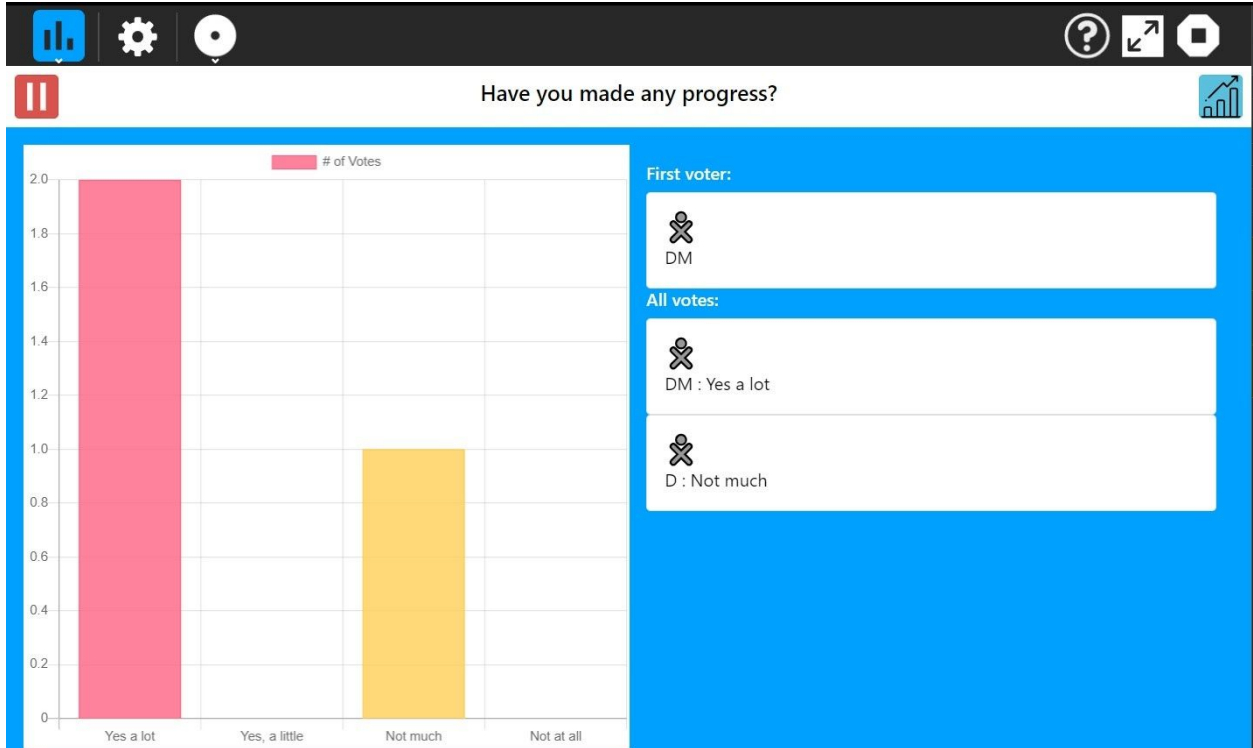 Have you made any progress?
# of Votes
2.0
1.8
1.6
1.4
1.2
1.0
0.8
0.6
0.4
0.2
0
Yes a lot Yes, a little Not much Not at all
First voter:
DM
All votes:
DM : Yes a lot
D : Not much